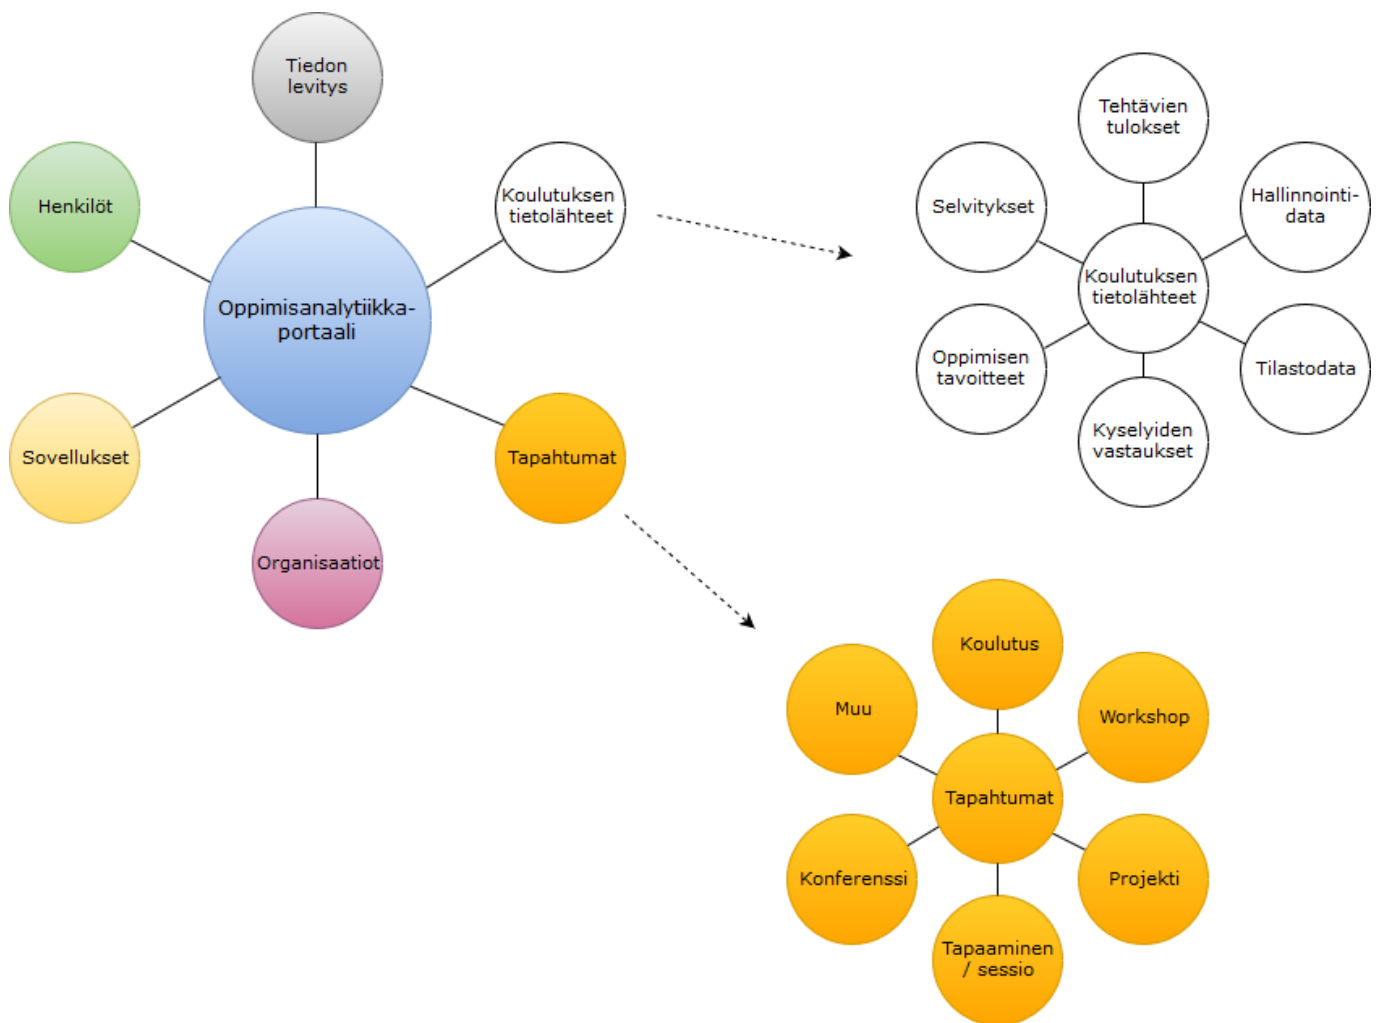 Tiedon
levitys
Henkilöt
Koulutuksen
tietolähteet
Oppimisanalytiikka-
portaali
Sovellukset
Tapahtumat
Organisaatiot
Tehtävien
tulokset
Selvitykset
Hallinnointi-
data
Koulutuksen
tietolähteet
Oppimisen
tavoitteet
Tilastodata
Kyselyiden
vastaukset
Koulutus
Muu
Workshop
Tapahtumat
Konferenssi
Projekti
Tapaaminen
/ sessio